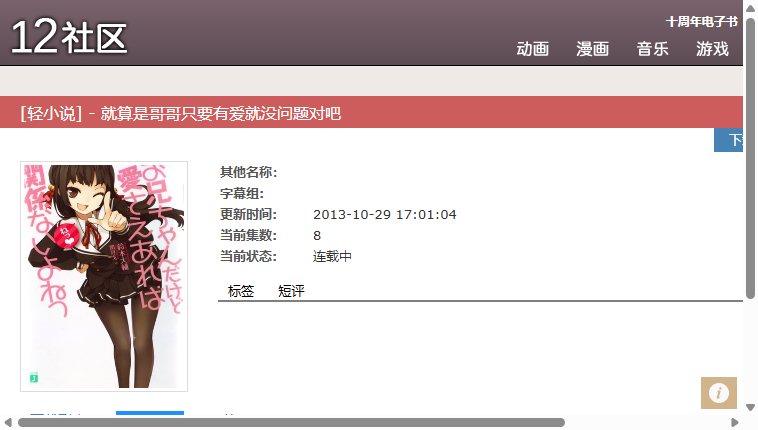 12社区
十周年电子书
动画 漫画 音乐 游戏
[轻小说] - 就算是哥哥只要有爱就没问题对吧
其他名称:
字幕组:
更新时间: 2013-10-29 17:01:04
当前集数: 8
当前状态: 连载中
标签 短评
お兄ちゃんだけど
愛さえあれば
関係ないよねっ
鈴木大輔